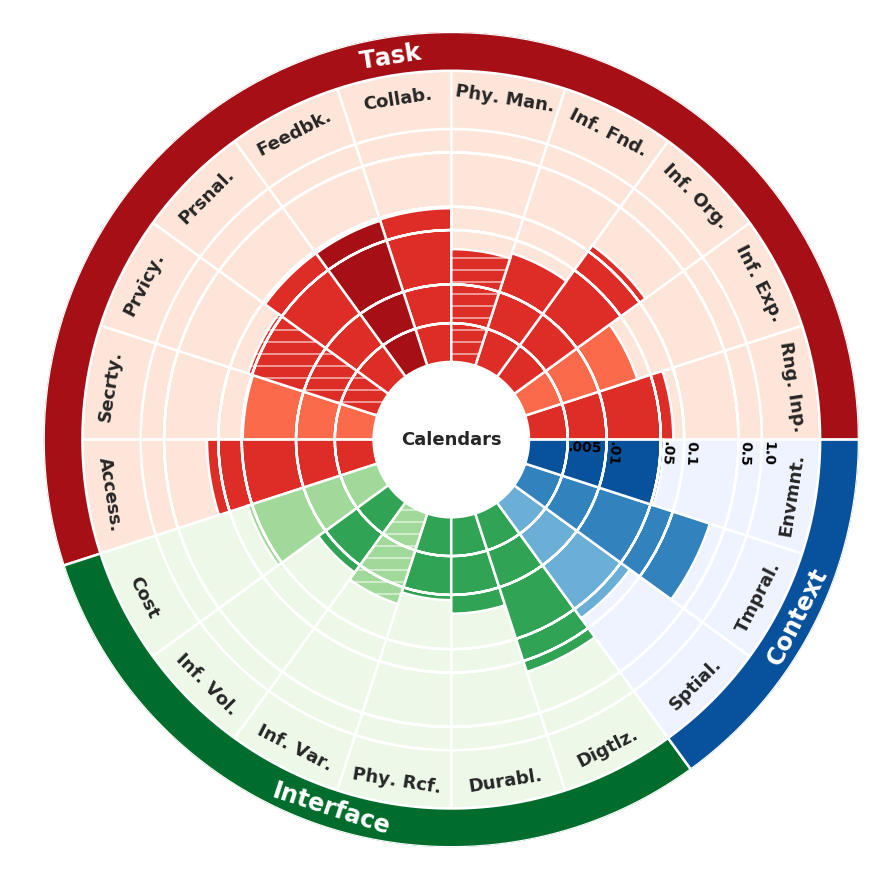 Task
Collab.
Phy. Man.
Feedbk.
Inf. Fnd.
Prsnal.
Inf. Org.
Prvicy.
Inf. Exp.
Secrty.
Rng. Inp.
Calendars
.005
.01
.05
0.1
0.5
1.0
Access.
Envmnt.
Cost
Tmpral.
Context
Inf. Vol.
Sptial.
Inf. Var.
Digtlz.
Phy. Rcf.
Durabl.
Interface